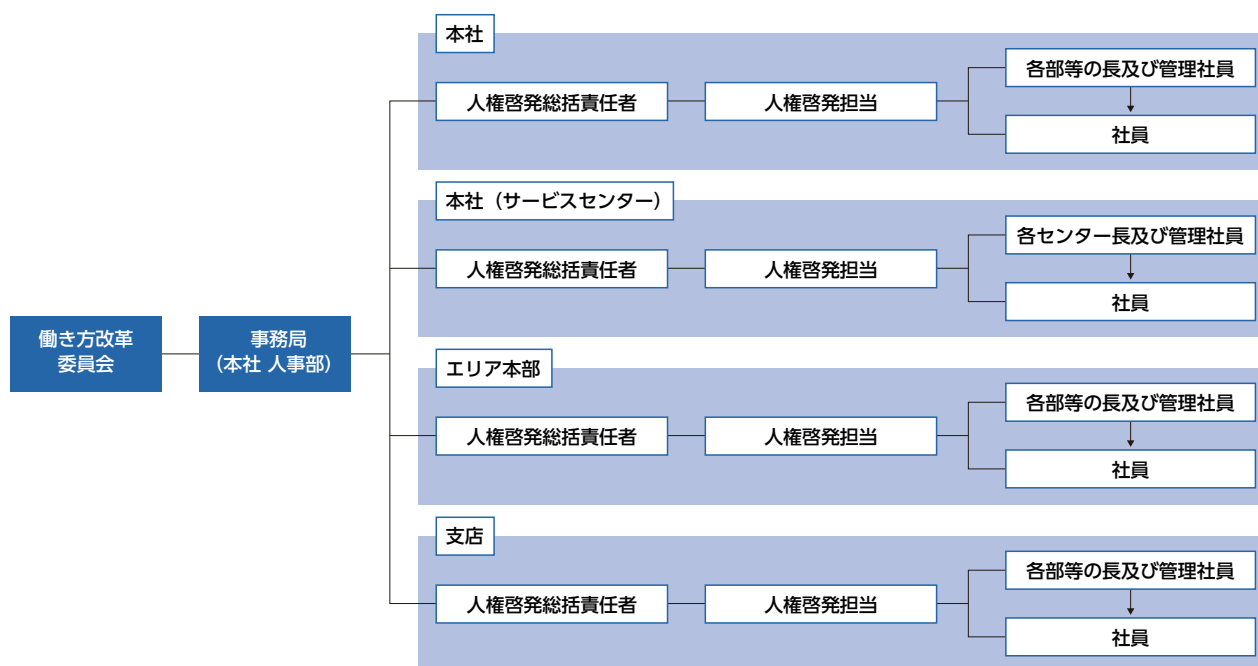 働き方改革
委員会
事務局
（本社 人事部）
本社
人権啓発総括責任者
人権啓発担当
各部等の長及び管理社員
社員
本社（サービスセンター）
人権啓発総括責任者
人権啓発担当
各センター長及び管理社員
社員
エリア本部
人権啓発総括責任者
人権啓発担当
各部等の長及び管理社員
社員
支店
人権啓発総括責任者
人権啓発担当
各部等の長及び管理社員
社員